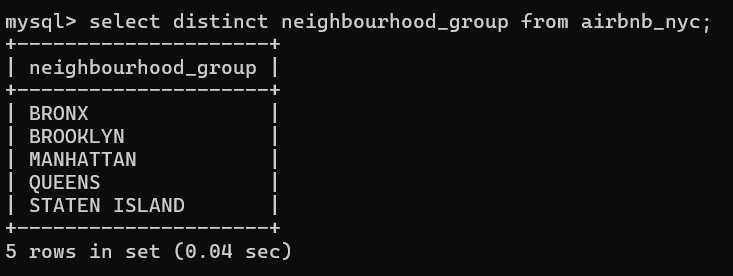 mysql> select distinct neighbourhood_group from airbnb_nyc;
+---------------------+
| neighbourhood_group |
+---------------------+
| BRONX               |
| BROOKLYN            |
| MANHATTAN           |
| QUEENS              |
| STATEN ISLAND       |
+---------------------+
5 rows in set (0.04 sec)